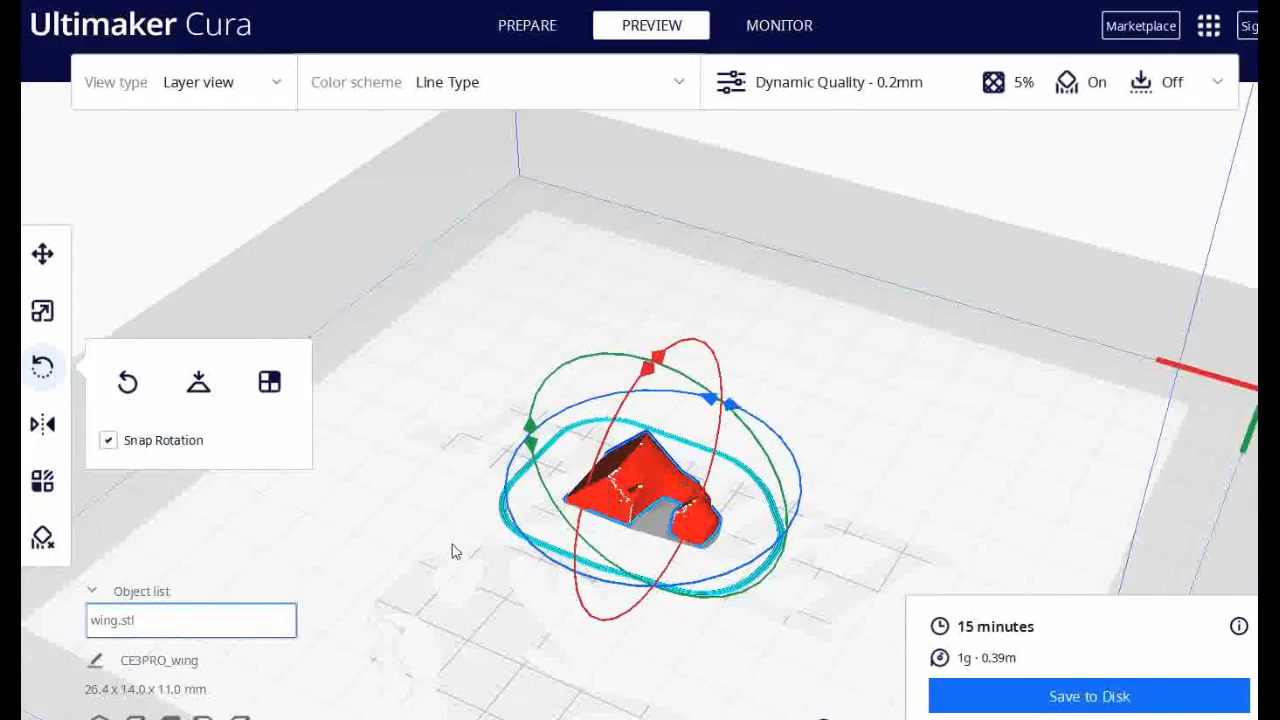 Ultimaker Cura
PREPARE
PREVIEW
MONITOR
Marketplace
View type
Layer view
Color scheme
Line Type
Dynamic Quality - 0.2mm
5%
On
Off
Snap Rotation
Object list
wing.stl
CE3PRO_wing
26.4 x 14.0 x 11.0 mm
15 minutes
1g · 0.39m
Save to Disk